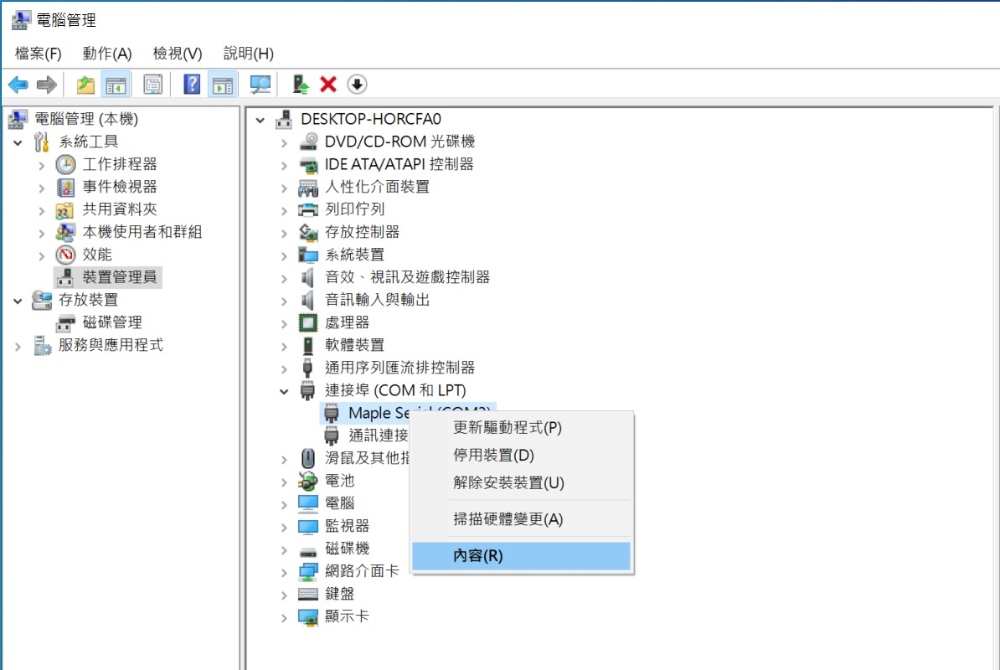 電腦管理
檔案(F) 動作(A) 檢視(V) 說明(H)
電腦管理 (本機)
系統工具
工作排程器
事件檢視器
共用資料夾
本機使用者和群組
效能
裝置管理員
存放裝置
磁碟管理
服務與應用程式
DESKTOP-HORCFA0
DVD/CD-ROM 光碟機
IDE ATA/ATAPI 控制器
人性化介面裝置
列印佇列
存放控制器
系統裝置
音效、視訊及遊戲控制器
音訊輸入與輸出
處理器
軟體裝置
通用序列匯流排控制器
連接埠 (COM 和 LPT)
Maple
通訊連接
滑鼠及其他
電池
電腦
監視器
磁碟機
網路介面卡
鍵盤
顯示卡
更新驅動程式(P)
停用裝置(D)
解除安裝裝置(U)
掃描硬體變更(A)
內容(R)